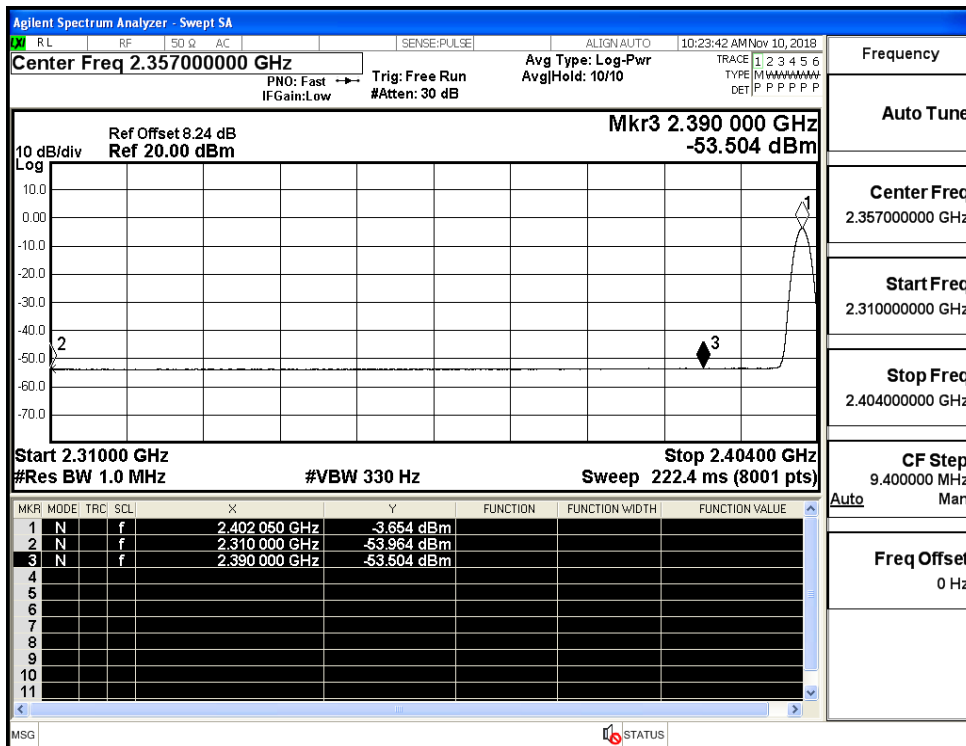 Agilent Spectrum Analyzer - Swept SA
LXI RL RF 50 Ω AC SENSE:PULSE ALIGN AUTO 10:23:42 AM Nov 10, 2018
Center Freq 2.357000000 GHz
PNO: Fast
IFGain:Low
Trig: Free Run
#Atten: 30 dB
Avg Type: Log-Pwr
Avg|Hold: 10/10
TRACE 1 2 3 4 5 6
TYPE M W W W W W
DET P P P P P P
Frequency
Auto Tune
Mkr3 2.390 000 GHz
-53.504 dBm
Ref Offset 8.24 dB
10 dB/div Ref 20.00 dBm
Log
10.0
0.00
-10.0
-20.0
-30.0
-40.0
-50.0
-60.0
-70.0
1
2
3
Start 2.31000 GHz Stop 2.40400 GHz
#Res BW 1.0 MHz #VBW 330 Hz Sweep 222.4 ms (8001 pts)
Center Freq
2.357000000 GHz
Start Freq
2.310000000 GHz
Stop Freq
2.404000000 GHz
CF Step
9.400000 MHz
Auto Man
Freq Offset
0 Hz
MKR MODE TRC SCL X Y FUNCTION FUNCTION WIDTH FUNCTION VALUE
1 N f 2.402 050 GHz -3.654 dBm
2 N f 2.310 000 GHz -53.964 dBm
3 N f 2.390 000 GHz -53.504 dBm
4
5
6
7
8
9
10
11
MSG STATUS